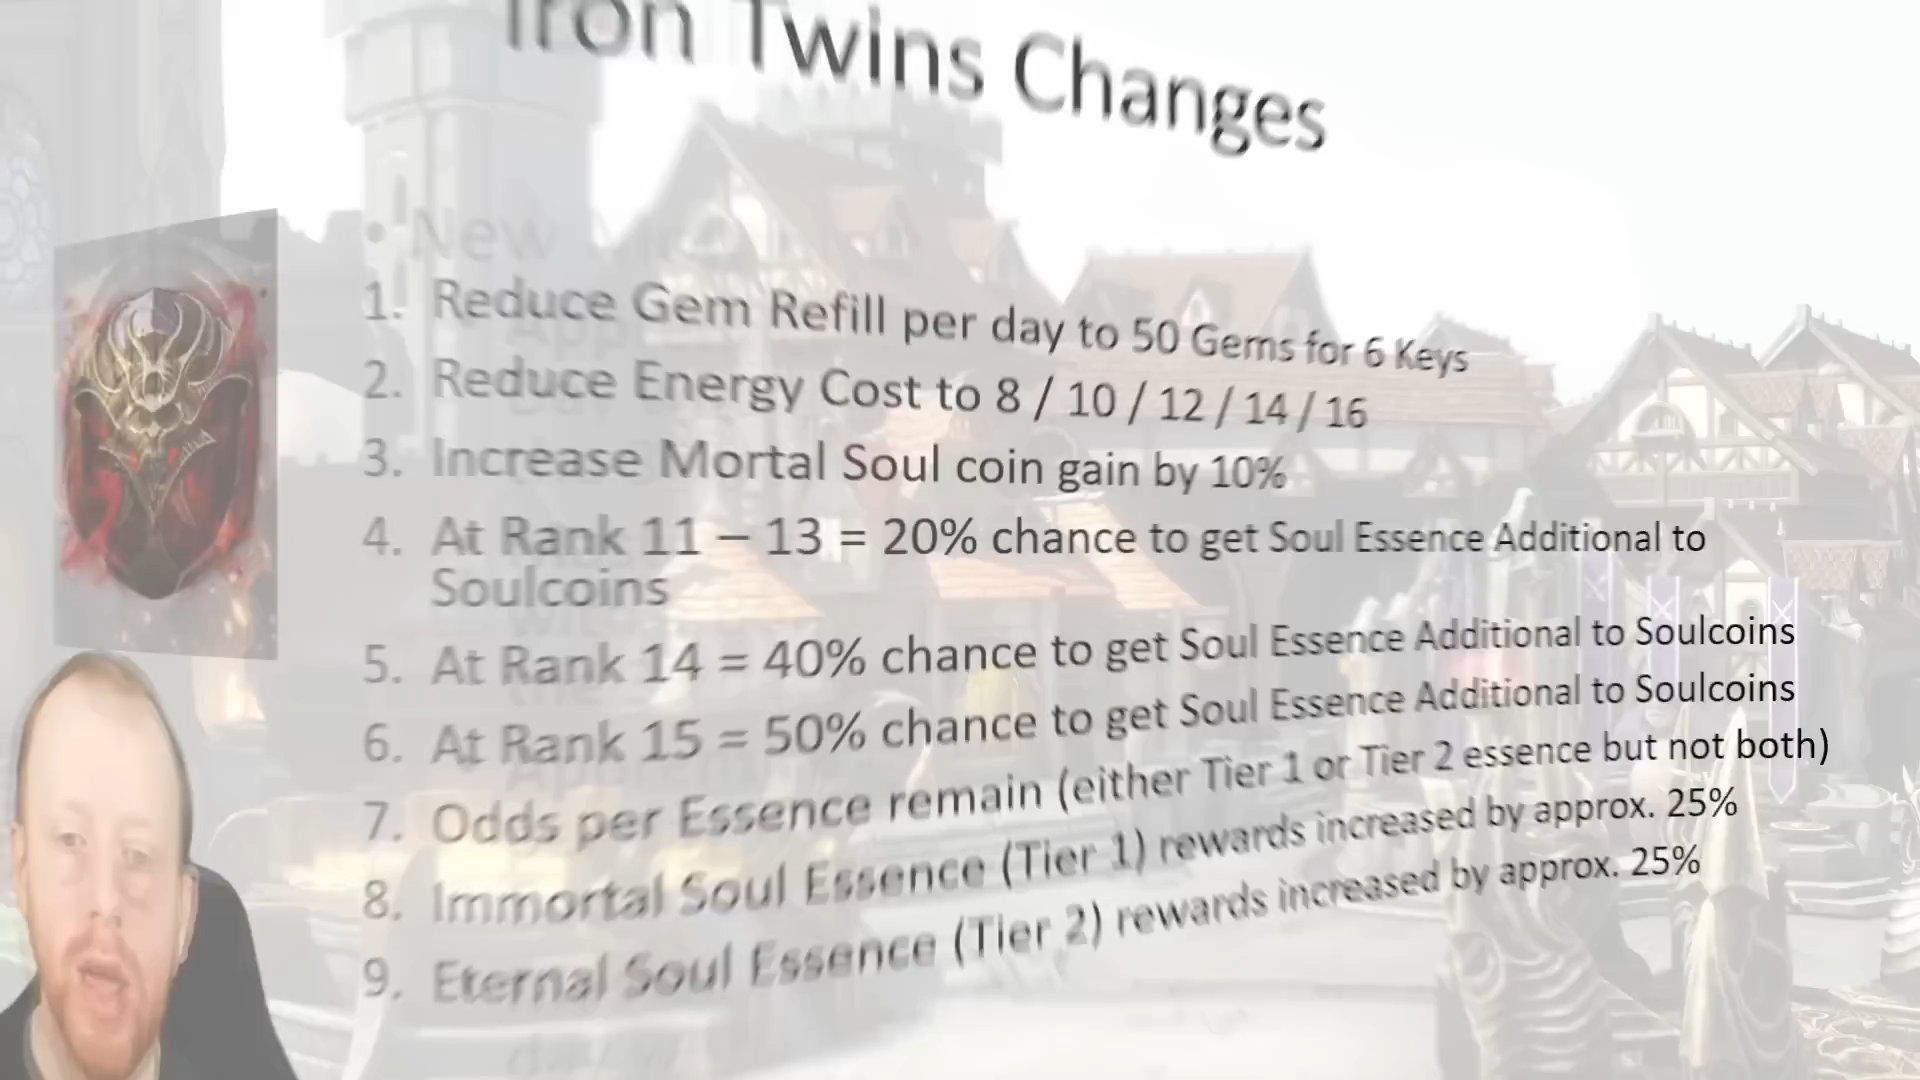 Iron Twins Changes
• New
1. Reduce Gem Refill per day to 50 Gems for 6 Keys
2. Reduce Energy Cost to 8 / 10 / 12 / 14 / 16
3. Increase Mortal Soul coin gain by 10%
4. At Rank 11 – 13 = 20% chance to get Soul Essence Additional to
Soulcoins
5. At Rank 14 = 40% chance to get Soul Essence Additional to Soulcoins
6. At Rank 15 = 50% chance to get Soul Essence Additional to Soulcoins
7. Odds per Essence remain (either Tier 1 or Tier 2 essence but not both)
8. Immortal Soul Essence (Tier 1) rewards increased by approx. 25%
9. Eternal Soul Essence (Tier 2) rewards increased by approx. 25%